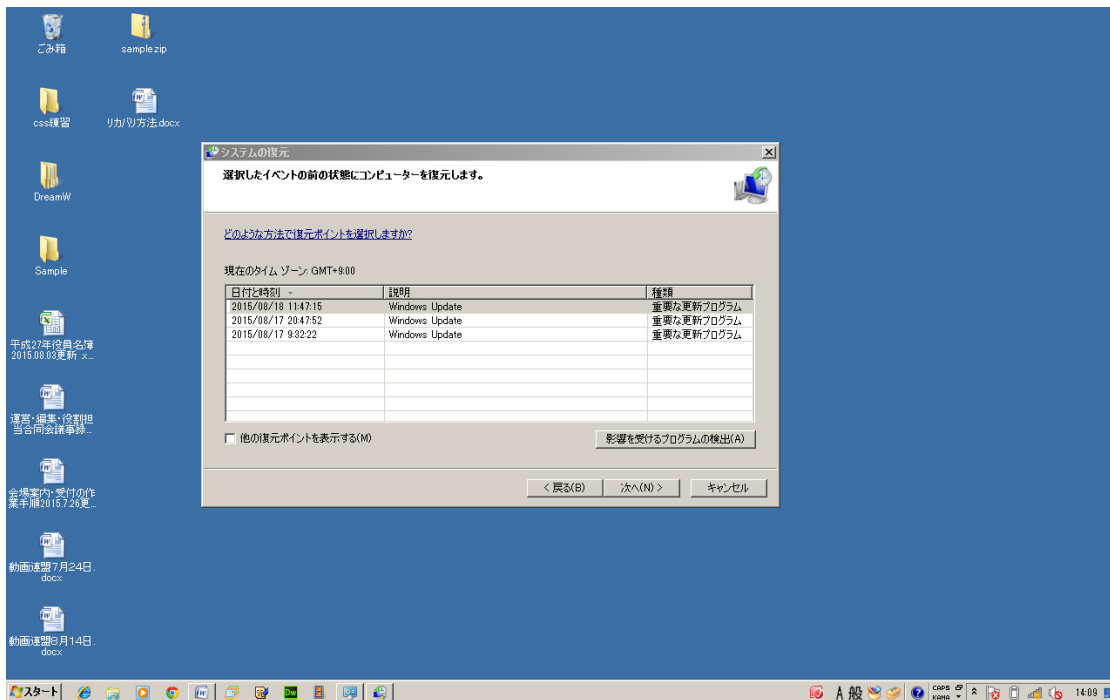 ごみ箱
sample.zip
css練習
リカバリ方法.docx
DreamW
Sample
平成27年役員名簿
2015.08.03更新 x...
運営・編集・役割担
当合同会議事録...
会場案内・受付の作
業手順2015.7.26更...
動画連盟7月24日.
docx
動画連盟8月14日.
docx
システムの復元
選択したイベントの前の状態にコンピューターを復元します。
どのような方法で復元ポイントを選択しますか?
現在のタイム ゾーン: GMT+9:00
日付と時刻 説明 種類
2015/08/18 11:47:15 Windows Update 重要な更新プログラム
2015/08/17 20:47:52 Windows Update 重要な更新プログラム
2015/08/17 9:32:22 Windows Update 重要な更新プログラム
他の復元ポイントを表示する(M)
影響を受けるプログラムの検出(A)
< 戻る(B) 次へ(N) > キャンセル
スタート
Dw
A 般
CAPS
KANA
14:09